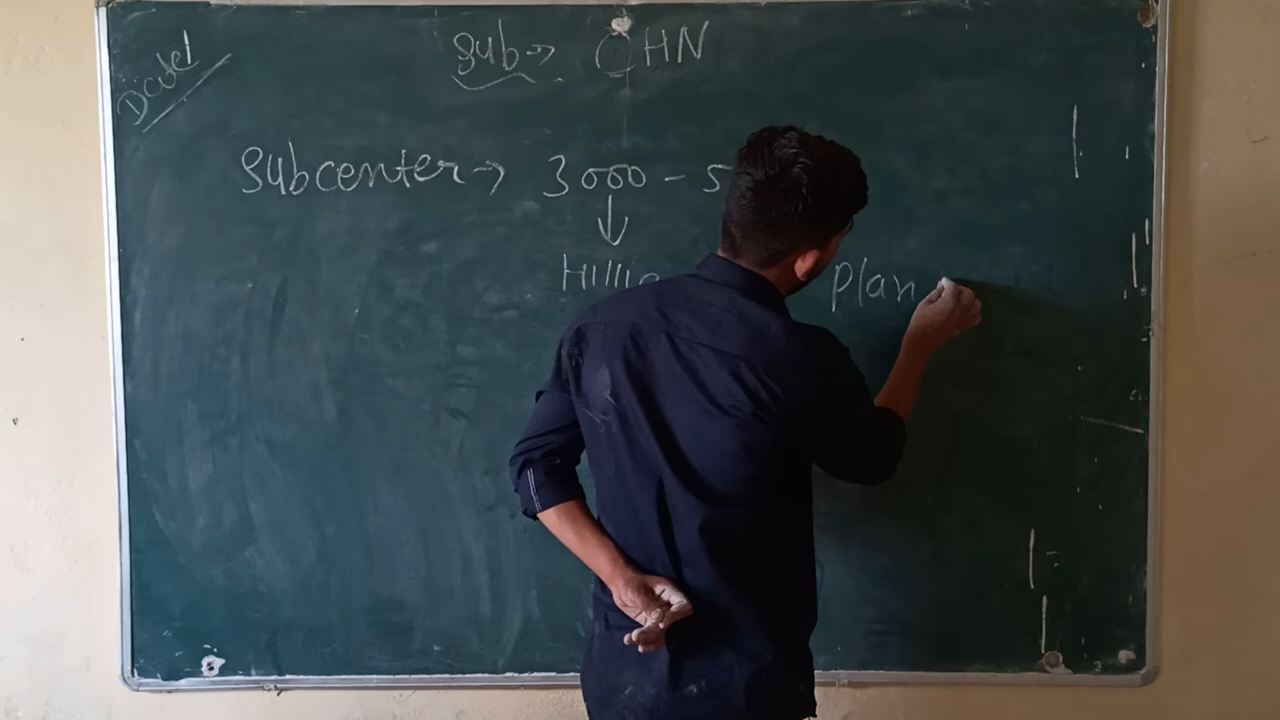 Date
sub → CHN
Subcenter → 3000 - 5
↓
Plan